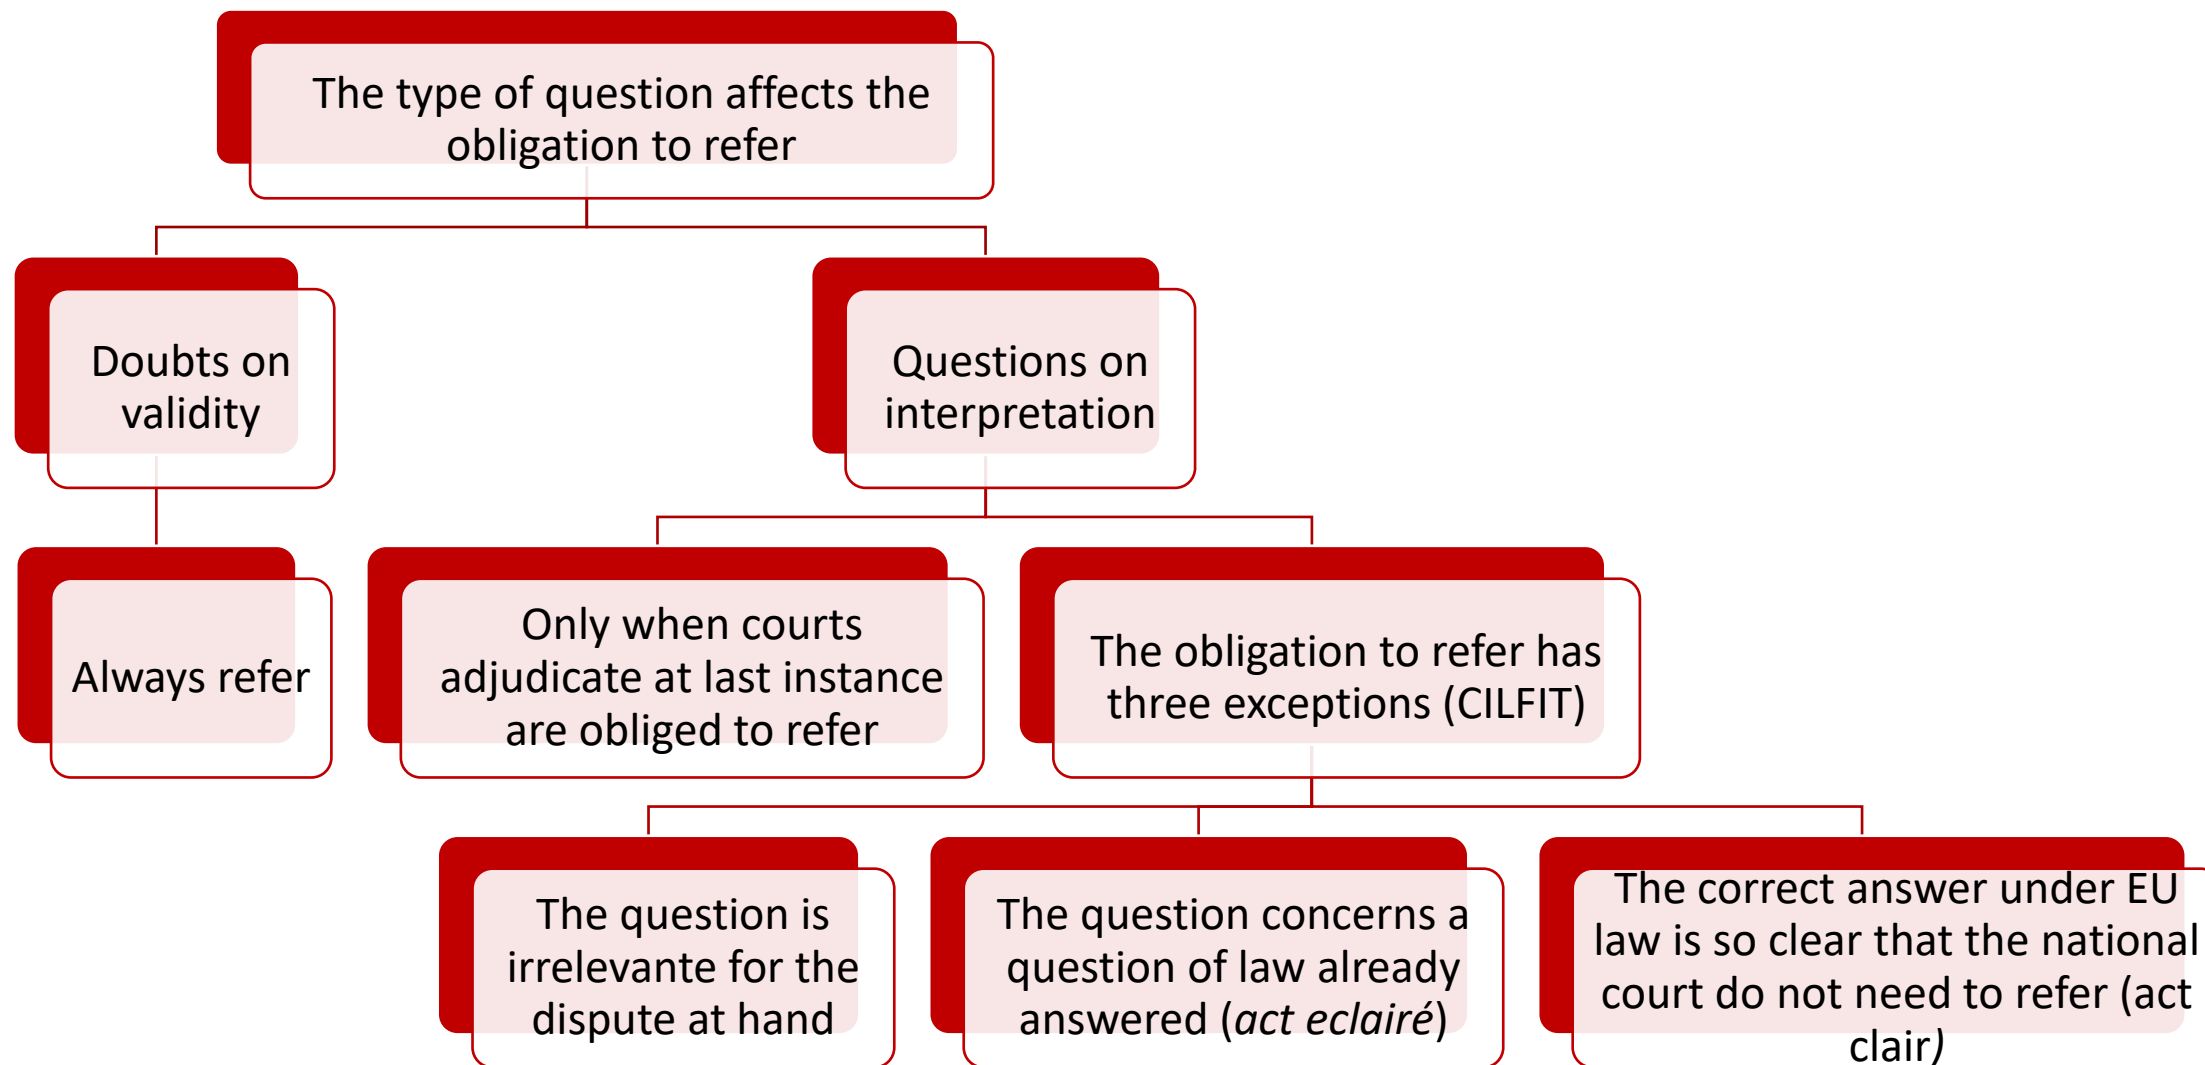 The type of question affects the
obligation to refer
Doubts on
validity
Questions on
interpretation
Always refer
Only when courts
adjudicate at last instance
are obliged to refer
The obligation to refer has
three exceptions (CILFIT)
The question is
irrelevante for the
dispute at hand
The question concerns a
question of law already
answered (act eclairé)
The correct answer under EU
law is so clear that the national
court do not need to refer (act
clair)